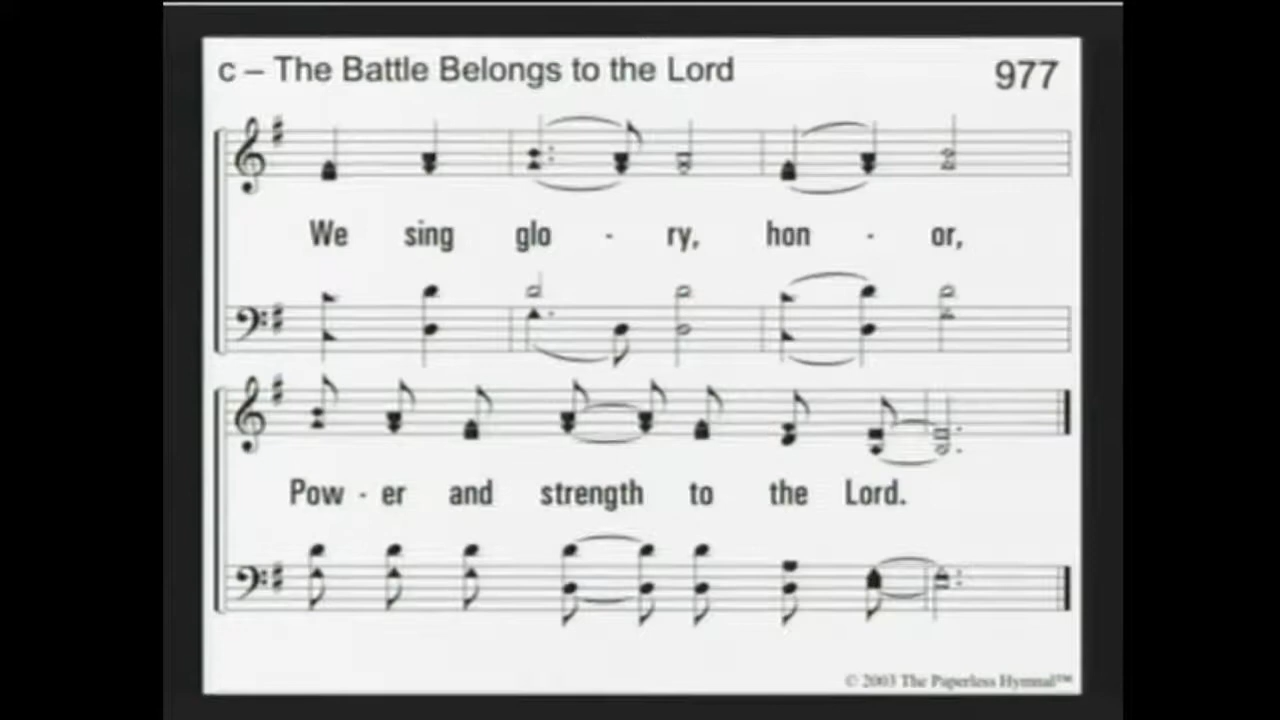 c – The Battle Belongs to the Lord 977
We sing glo - ry, hon - or,
Pow - er and strength to the Lord.
© 2003 The Paperless Hymnal™